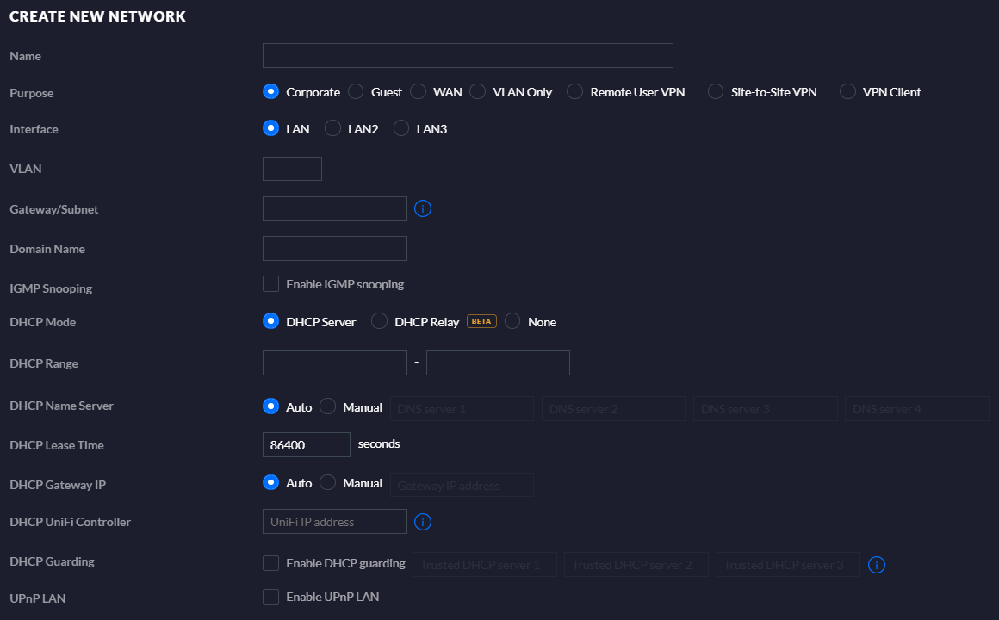 CREATE NEW NETWORK
Name
Purpose Corporate Guest WAN VLAN Only Remote User VPN Site-to-Site VPN VPN Client
Interface LAN LAN2 LAN3
VLAN
Gateway/Subnet
Domain Name
IGMP Snooping Enable IGMP snooping
DHCP Mode DHCP Server DHCP Relay BETA None
DHCP Range -
DHCP Name Server Auto Manual DNS server 1 DNS server 2 DNS server 3 DNS server 4
DHCP Lease Time 86400 seconds
DHCP Gateway IP Auto Manual Gateway IP address
DHCP UniFi Controller UniFi IP address
DHCP Guarding Enable DHCP guarding Trusted DHCP server 1 Trusted DHCP server 2 Trusted DHCP server 3
UPnP LAN Enable UPnP LAN